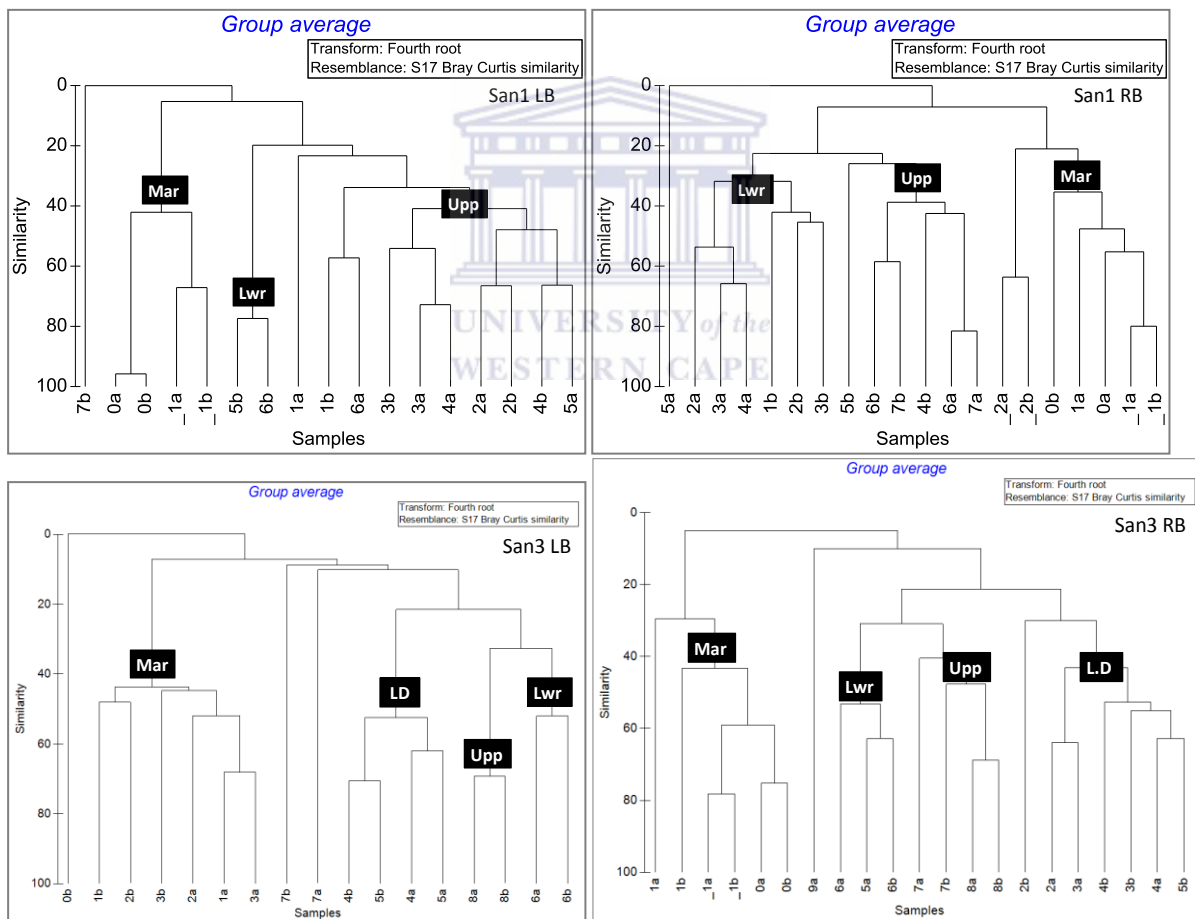 Group average
Transform: Fourth root
Resemblance: S17 Bray Curtis similarity
San1 LB
0
20
40
60
80
100
Similarity
Mar
Lwr
Upp
7b 0a 0b _1a _1b 5b 6b 1a 1b 6a 3b 3a 4a 2a 2b 4b 5a
Samples
Group average
Transform: Fourth root
Resemblance: S17 Bray Curtis similarity
San1 RB
0
20
40
60
80
100
Similarity
Lwr
Upp
Mar
5a 2a 3a 4a 1b 2b 3b 5b 6b 7b 4b 6a 7a _2a _2b 0b 1a 0a _1a _1b
Samples
UNIVERSITY of the
WESTERN CAPE
Group average
Transform: Fourth root
Resemblance: S17 Bray Curtis similarity
San3 LB
0
20
40
60
80
100
Similarity
Mar
LD
Upp
Lwr
0b 1b 2b 3b 2a 1a 3a 7b 7a 4b 5b 4a 5a 8a 8b 6a 6b
Samples
Group average
Transform: Fourth root
Resemblance: S17 Bray Curtis similarity
San3 RB
0
20
40
60
80
100
Similarity
Mar
Lwr
Upp
L.D
1a 1b _1a _1b 0a 0b 9a 6a 5a 6b 7a 7b 8a 8b 2b 2a 3a 4b 3b 4a 5b
Samples